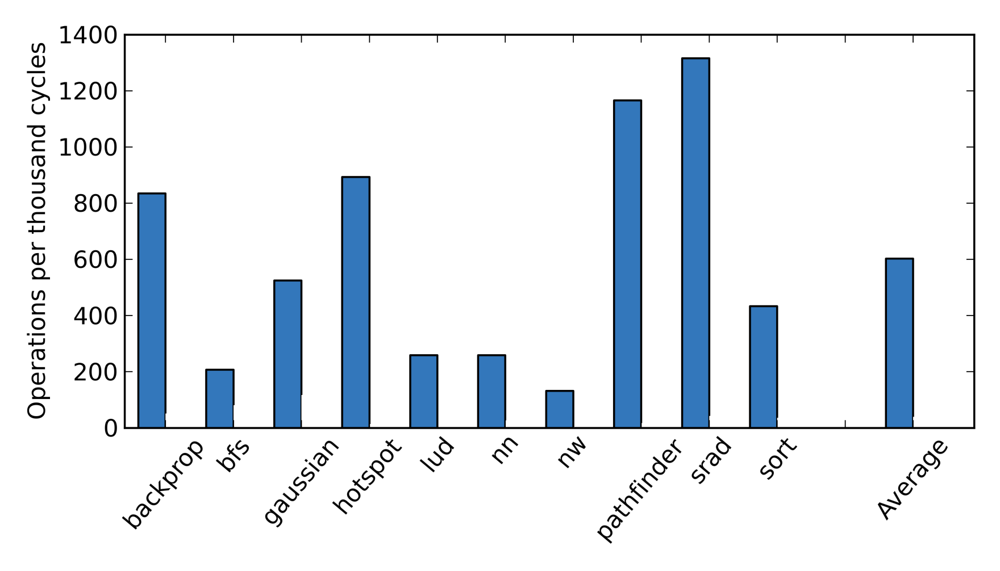 Operations per thousand cycles
1400
1200
1000
800
600
400
200
0
backprop
bfs
gaussian
hotspot
lud
nn
nw
pathfinder
srad
sort
Average